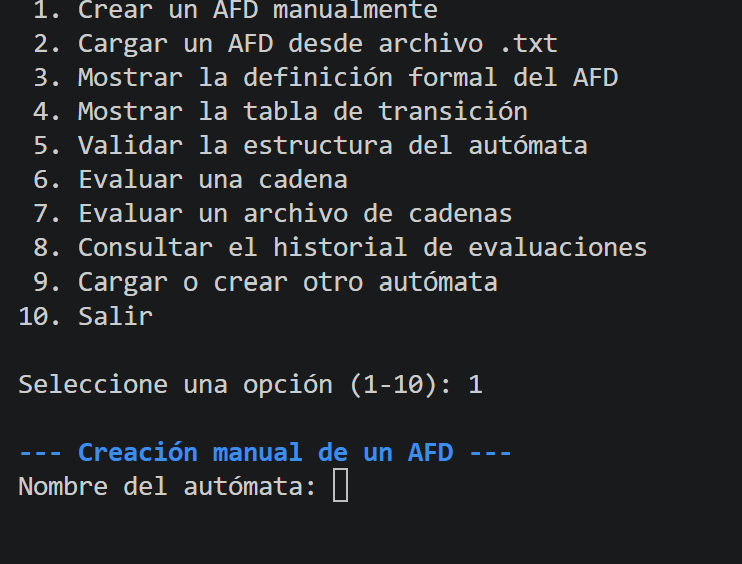 1. Crear un AFD manualmente
2. Cargar un AFD desde archivo .txt
3. Mostrar la definición formal del AFD
4. Mostrar la tabla de transición
5. Validar la estructura del autómata
6. Evaluar una cadena
7. Evaluar un archivo de cadenas
8. Consultar el historial de evaluaciones
9. Cargar o crear otro autómata
10. Salir
Seleccione una opción (1-10): 1
--- Creación manual de un AFD ---
Nombre del autómata: